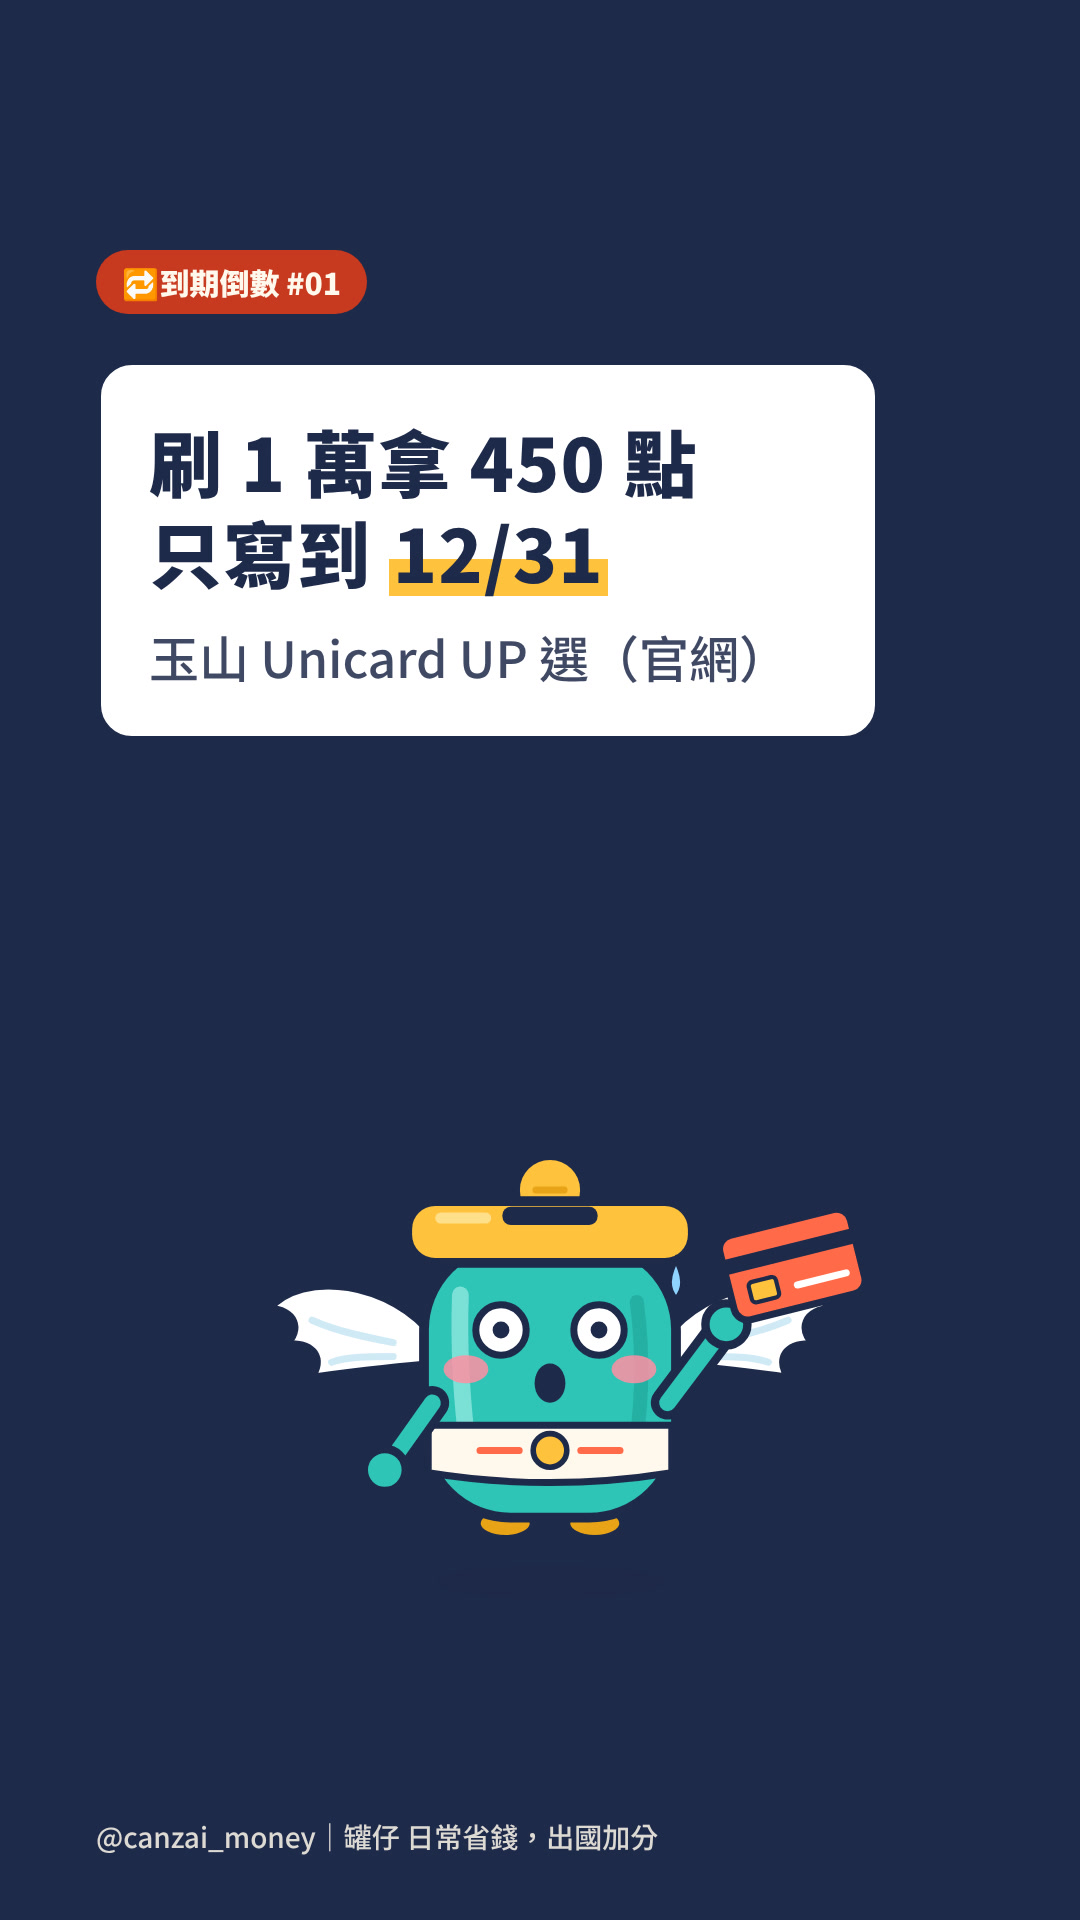 🔁到期倒數 #01
刷 1 萬拿 450 點
只寫到 12/31
玉山 Unicard UP 選（官網）
@canzai_money｜罐仔 日常省錢，出國加分